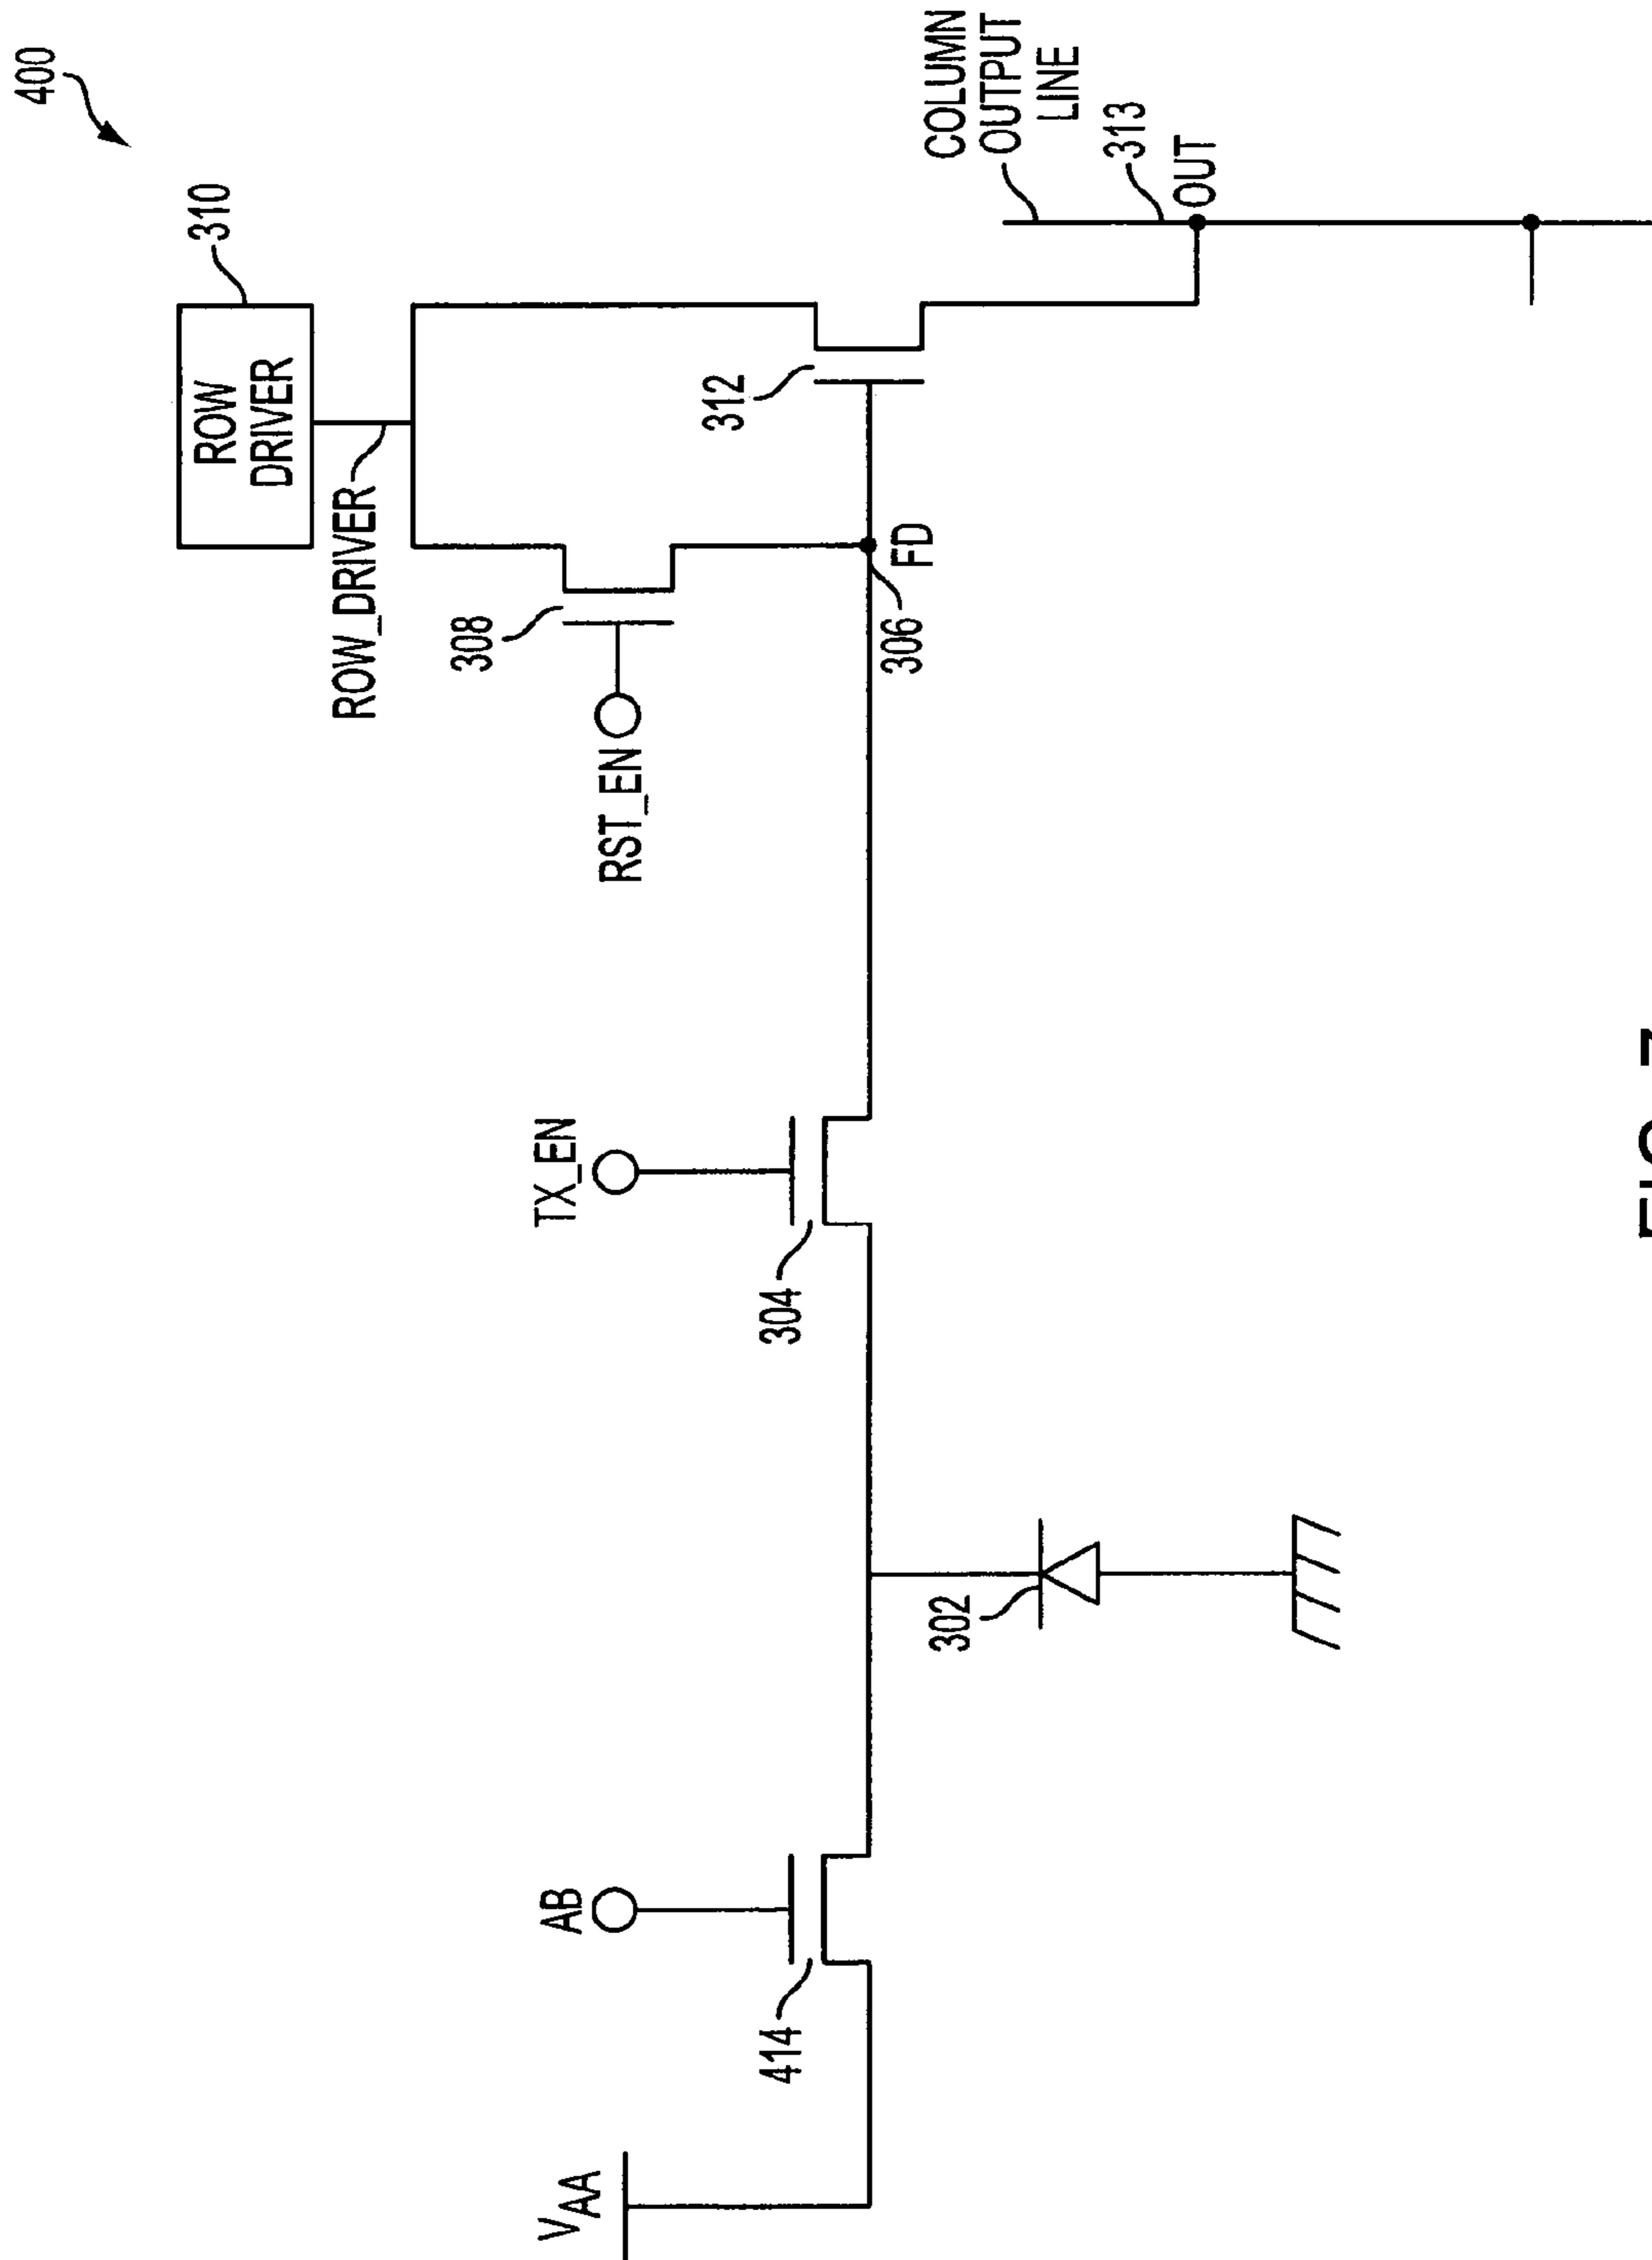 400
ROW
DRIVER
310
ROW_DRIVER
308
RST_EN
312
306
FD
COLUMN
OUTPUT
LINE
313
OUT
TX_EN
304
302
AB
414
VAA